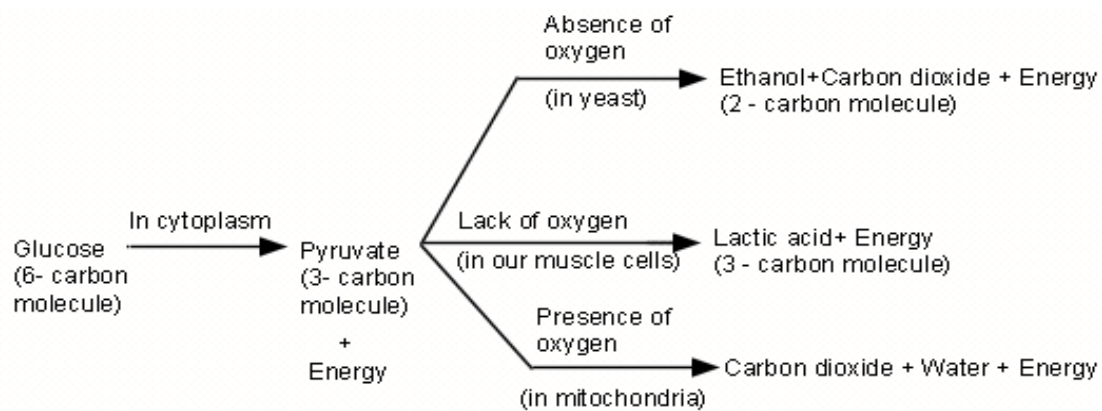 Absence of
oxygen
(in yeast)
Ethanol+Carbon dioxide + Energy
(2 - carbon molecule)
In cytoplasm
Glucose
(6- carbon
molecule)
Pyruvate
(3- carbon
molecule)
+
Energy
Lack of oxygen
(in our muscle cells)
Lactic acid+ Energy
(3 - carbon molecule)
Presence of
oxygen
(in mitochondria)
Carbon dioxide + Water + Energy